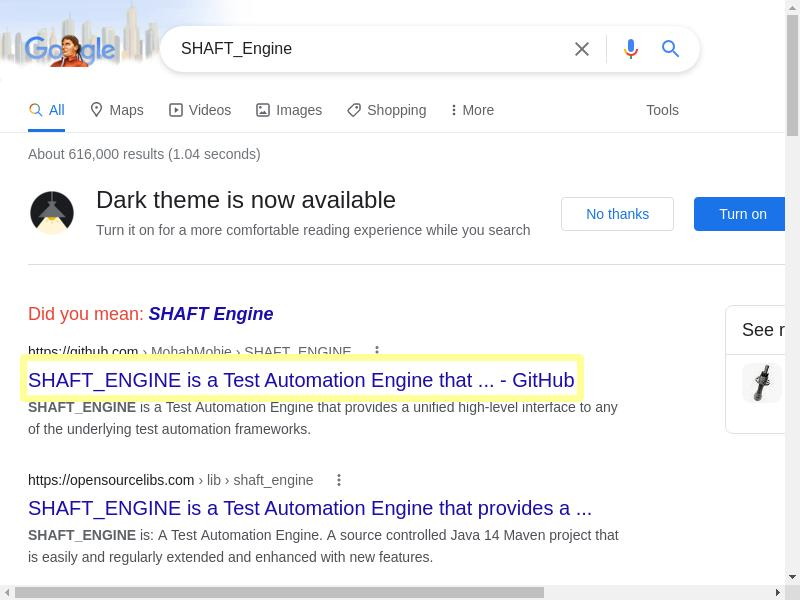 Google
SHAFT_Engine
All Maps Videos Images Shopping More Tools
About 616,000 results (1.04 seconds)
Dark theme is now available
Turn it on for a more comfortable reading experience while you search
No thanks
Turn on
Did you mean: SHAFT Engine
https://github.com › MohabMohie › SHAFT_ENGINE
SHAFT_ENGINE is a Test Automation Engine that ... - GitHub
SHAFT_ENGINE is a Test Automation Engine that provides a unified high-level interface to any
of the underlying test automation frameworks.
See r
https://opensourcelibs.com › lib › shaft_engine
SHAFT_ENGINE is a Test Automation Engine that provides a ...
SHAFT_ENGINE is: A Test Automation Engine. A source controlled Java 14 Maven project that
is easily and regularly extended and enhanced with new features.